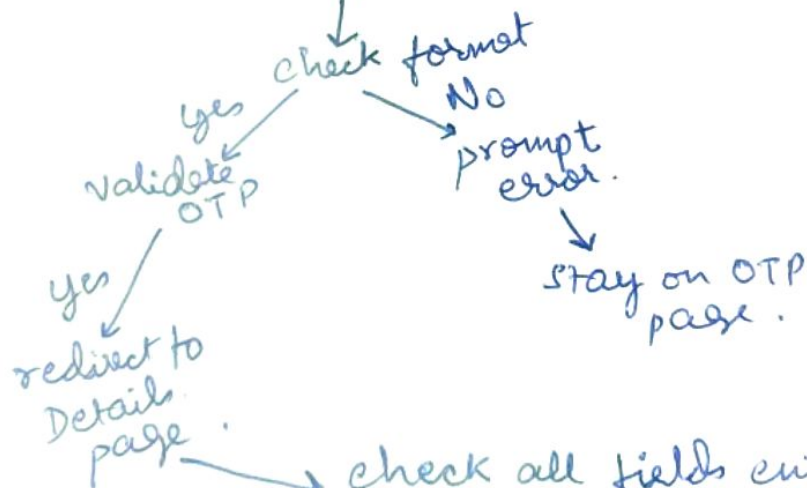 check format
yes
No
validate
OTP
prompt
error.
yes
stay on OTP
page.
redirect to
Details
page.
check all fields